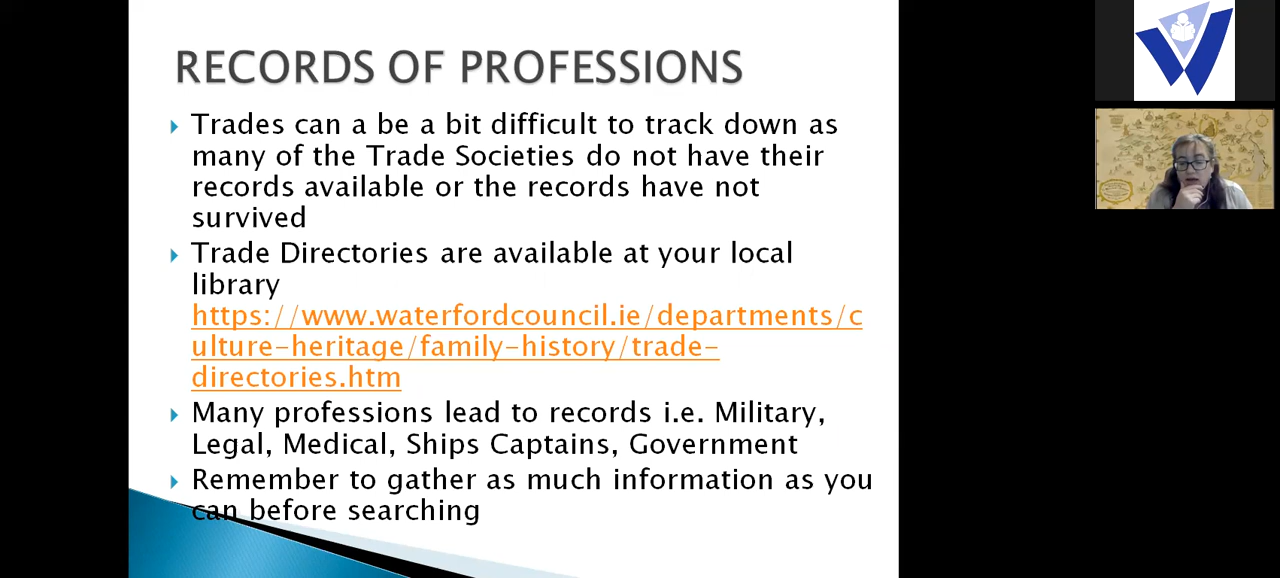 RECORDS OF PROFESSIONS
Trades can a be a bit difficult to track down as
many of the Trade Societies do not have their
records available or the records have not
survived
Trade Directories are available at your local
library
https://www.waterfordcouncil.ie/departments/c
ulture-heritage/family-history/trade-
directories.htm
Many professions lead to records i.e. Military,
Legal, Medical, Ships Captains, Government
Remember to gather as much information as you
can before searching